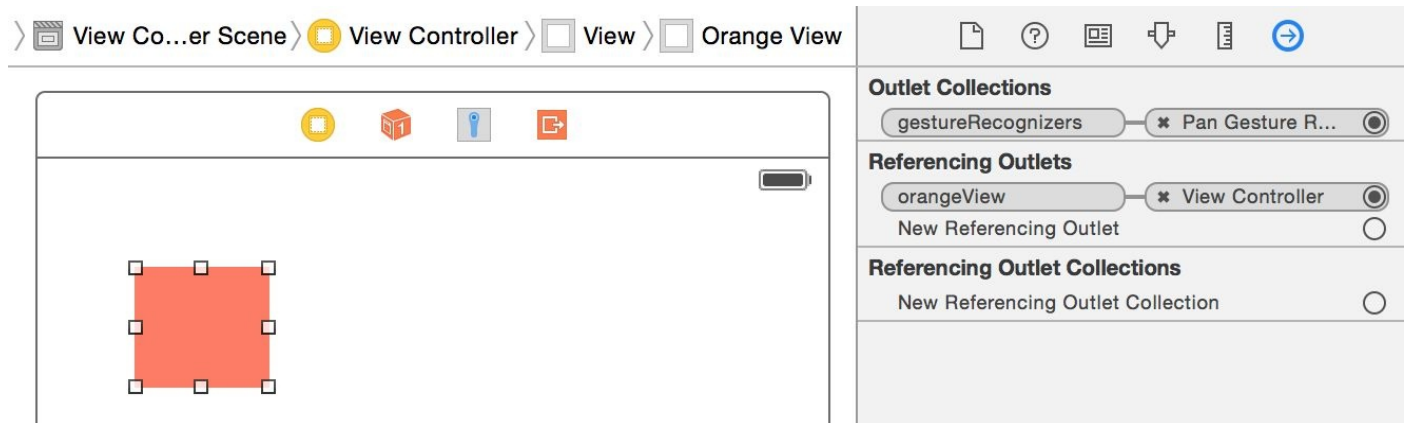 View Co...er Scene View Controller View Orange View
1
Outlet Collections
gestureRecognizers Pan Gesture R...
Referencing Outlets
orangeView View Controller
New Referencing Outlet
Referencing Outlet Collections
New Referencing Outlet Collection